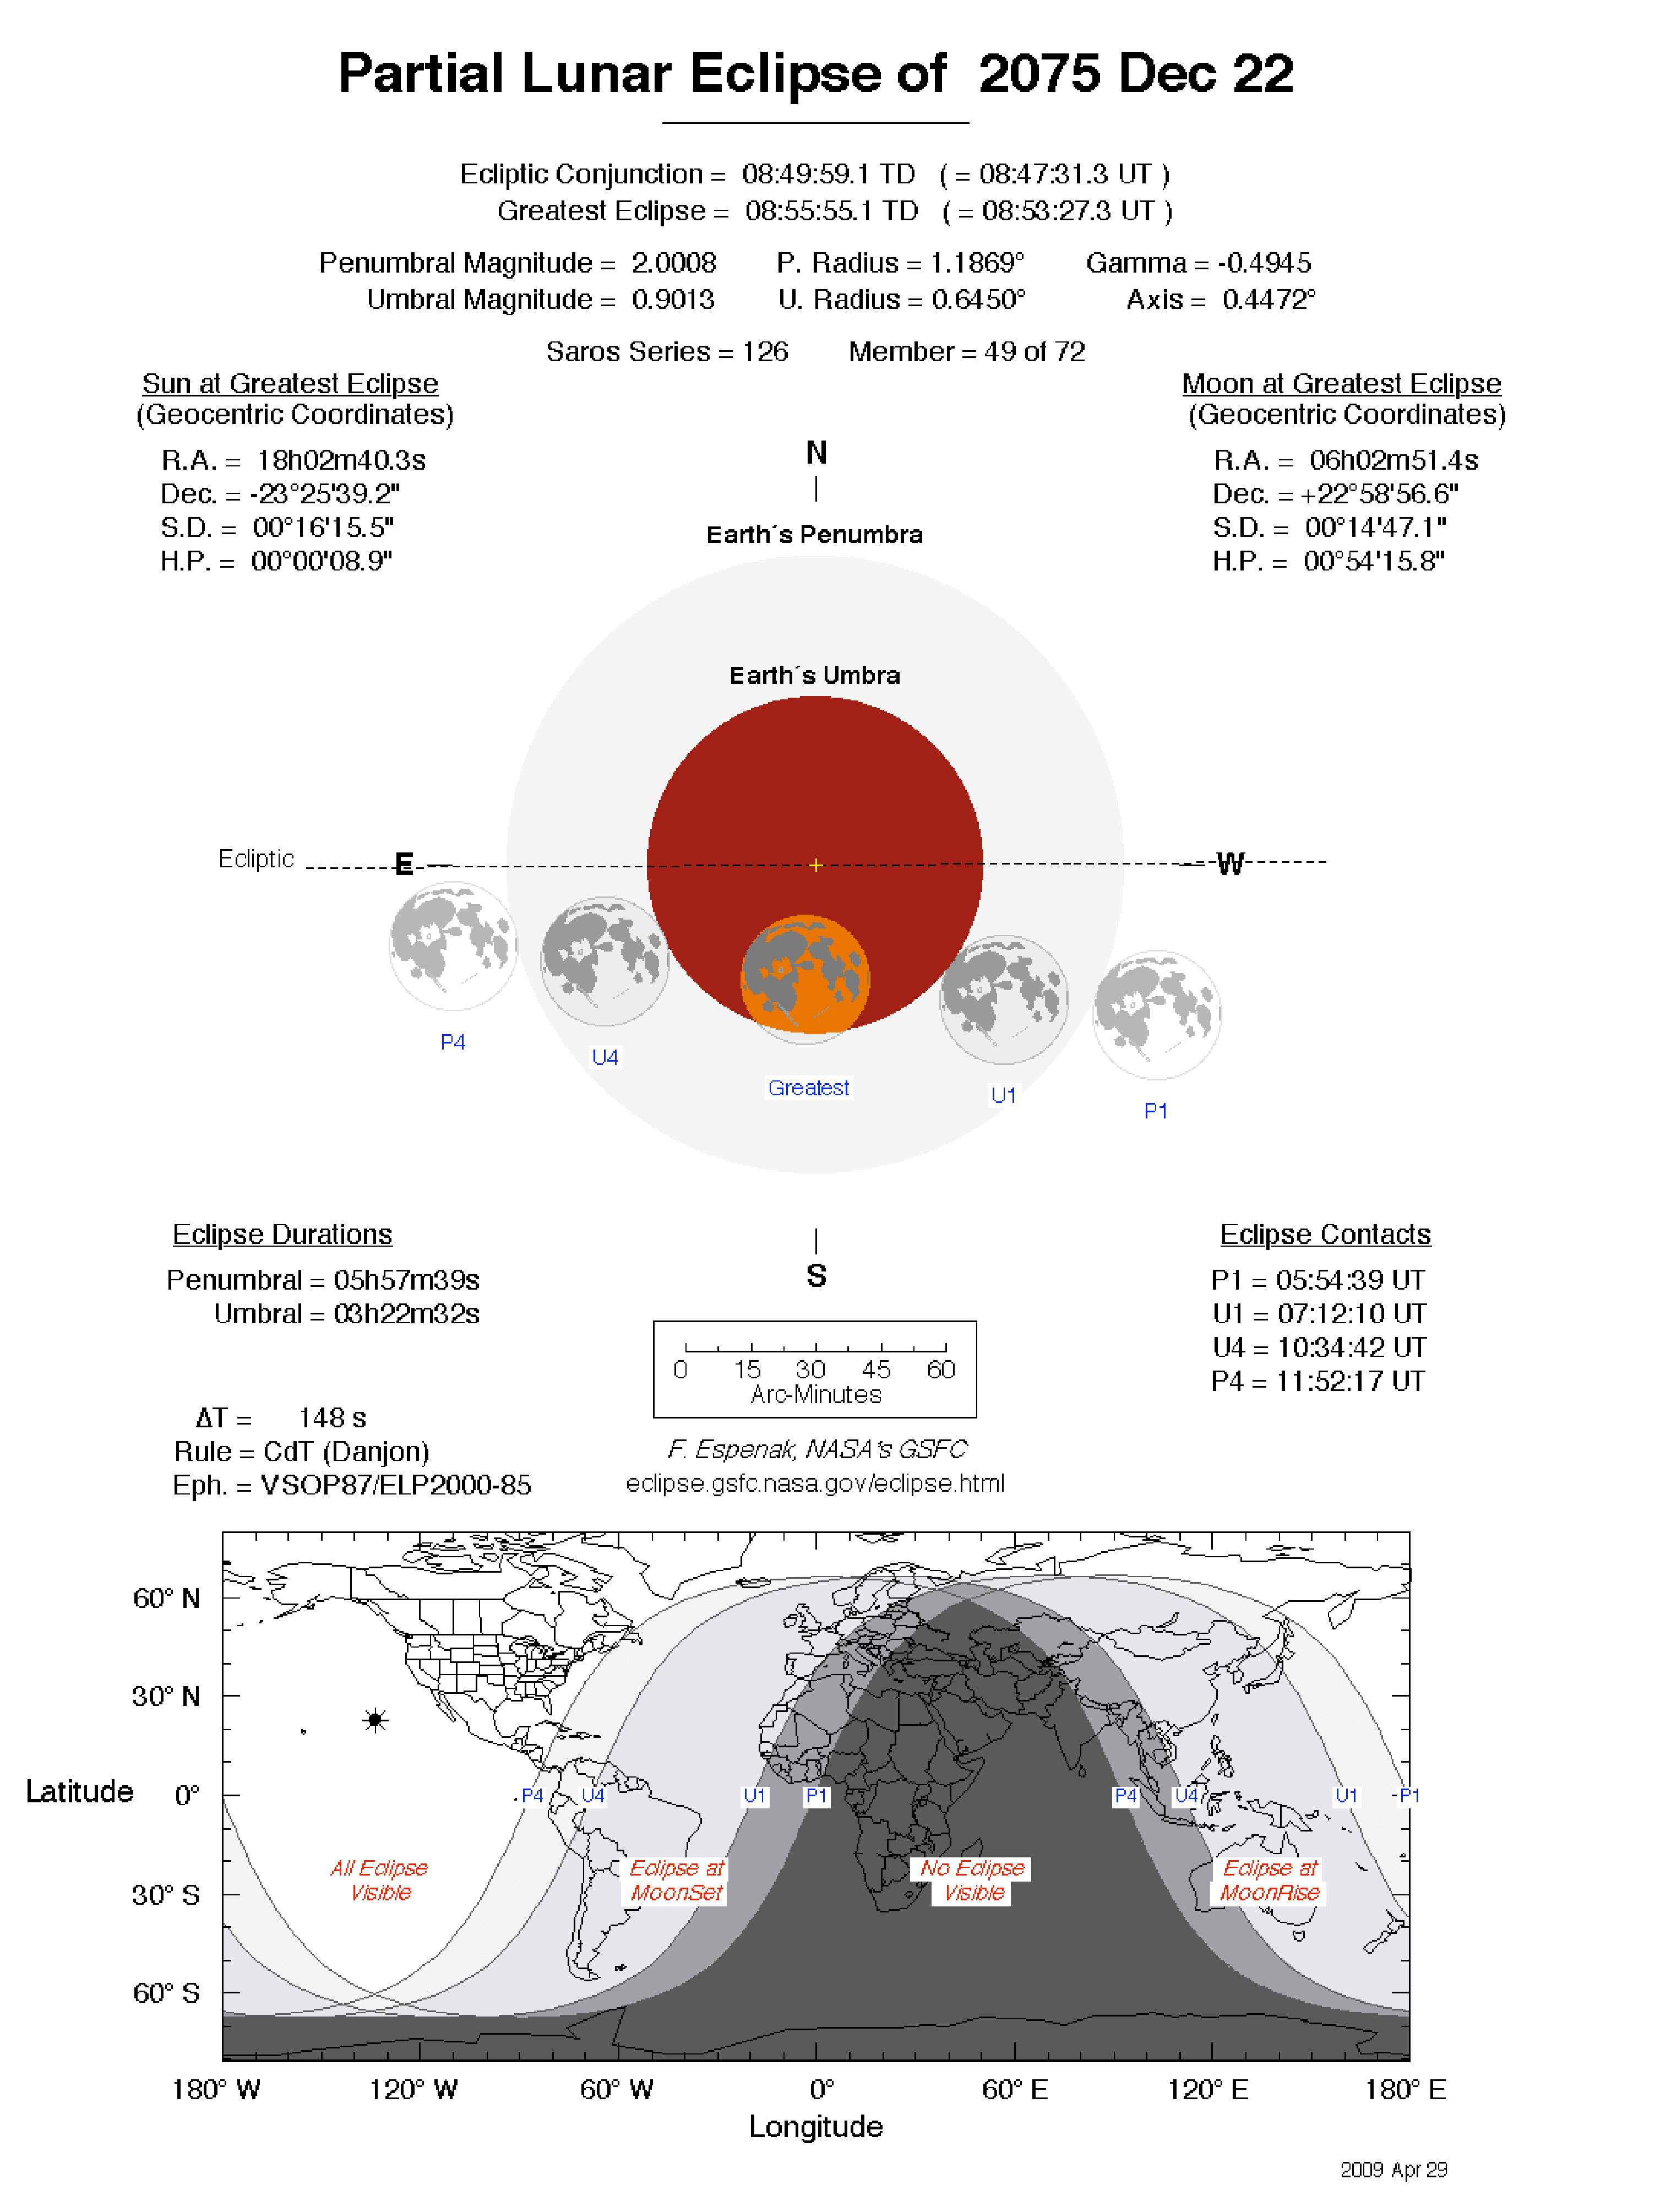 Partial Lunar Eclipse of 2075 Dec 22
Ecliptic Conjunction = 08:49:59.1 TD ( = 08:47:31.3 UT )
Greatest Eclipse = 08:55:55.1 TD ( = 08:53:27.3 UT )
Penumbral Magnitude = 2.0008 P. Radius = 1.1869° Gamma = -0.4945
Umbral Magnitude = 0.9013 U. Radius = 0.6450° Axis = 0.4472°
Saros Series = 126 Member = 49 of 72
Sun at Greatest Eclipse
(Geocentric Coordinates)
R.A. = 18h02m40.3s
Dec. = -23°25'39.2"
S.D. = 00°16'15.5"
H.P. = 00°00'08.9"
Moon at Greatest Eclipse
(Geocentric Coordinates)
R.A. = 06h02m51.4s
Dec. = +22°58'56.6"
S.D. = 00°14'47.1"
H.P. = 00°54'15.8"
N
Earth´s Penumbra
Earth´s Umbra
Ecliptic E W
P4
U4
Greatest
U1
P1
S
Eclipse Durations
Penumbral = 05h57m39s
Umbral = 03h22m32s
Eclipse Contacts
P1 = 05:54:39 UT
U1 = 07:12:10 UT
U4 = 10:34:42 UT
P4 = 11:52:17 UT
0 15 30 45 60
Arc-Minutes
ΔT = 148 s
Rule = CdT (Danjon)
Eph. = VSOP87/ELP2000-85
F. Espenak, NASA's GSFC
eclipse.gsfc.nasa.gov/eclipse.html
60° N
30° N
Latitude 0°
30° S
60° S
P4 U4 U1 P1 P4 U4 U1 P1
All Eclipse
Visible
Eclipse at
MoonSet
No Eclipse
Visible
Eclipse at
MoonRise
180° W 120° W 60° W 0° 60° E 120° E 180° E
Longitude
2009 Apr 29